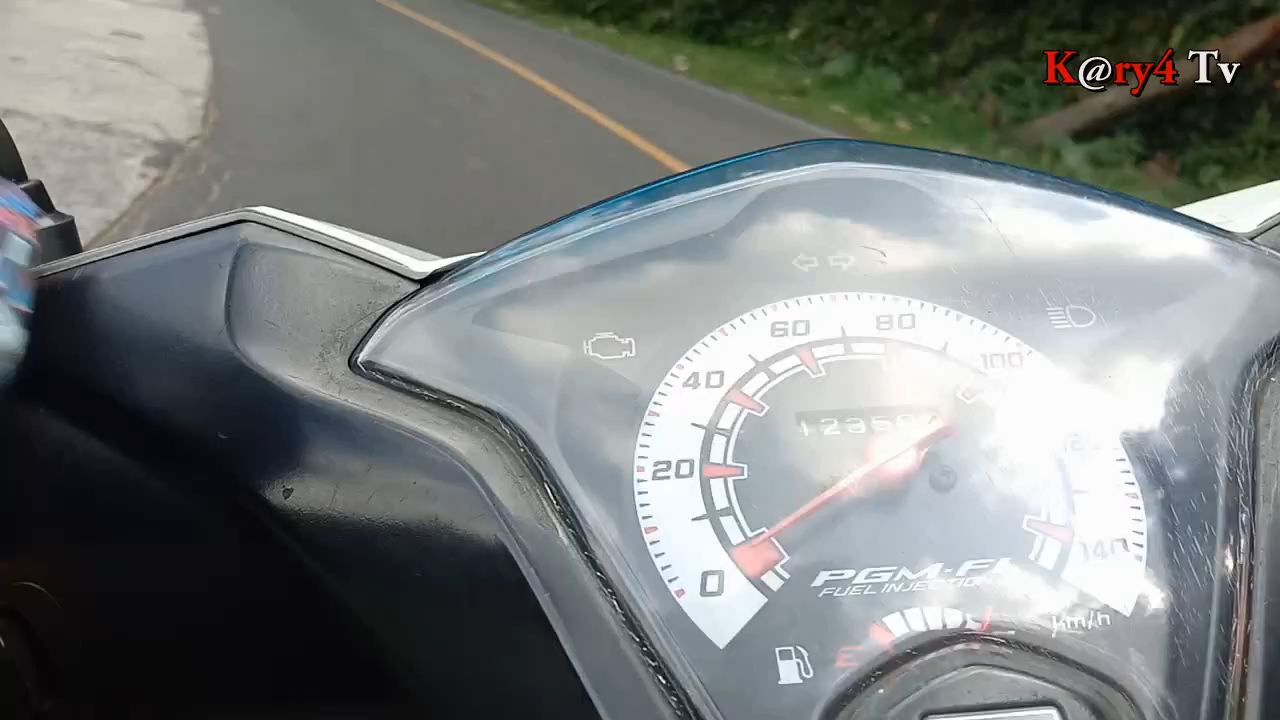 K@ry4 Tv
60 80
40 100
20
0 140
PGM-FI
FUEL INJECTION
km/h
E